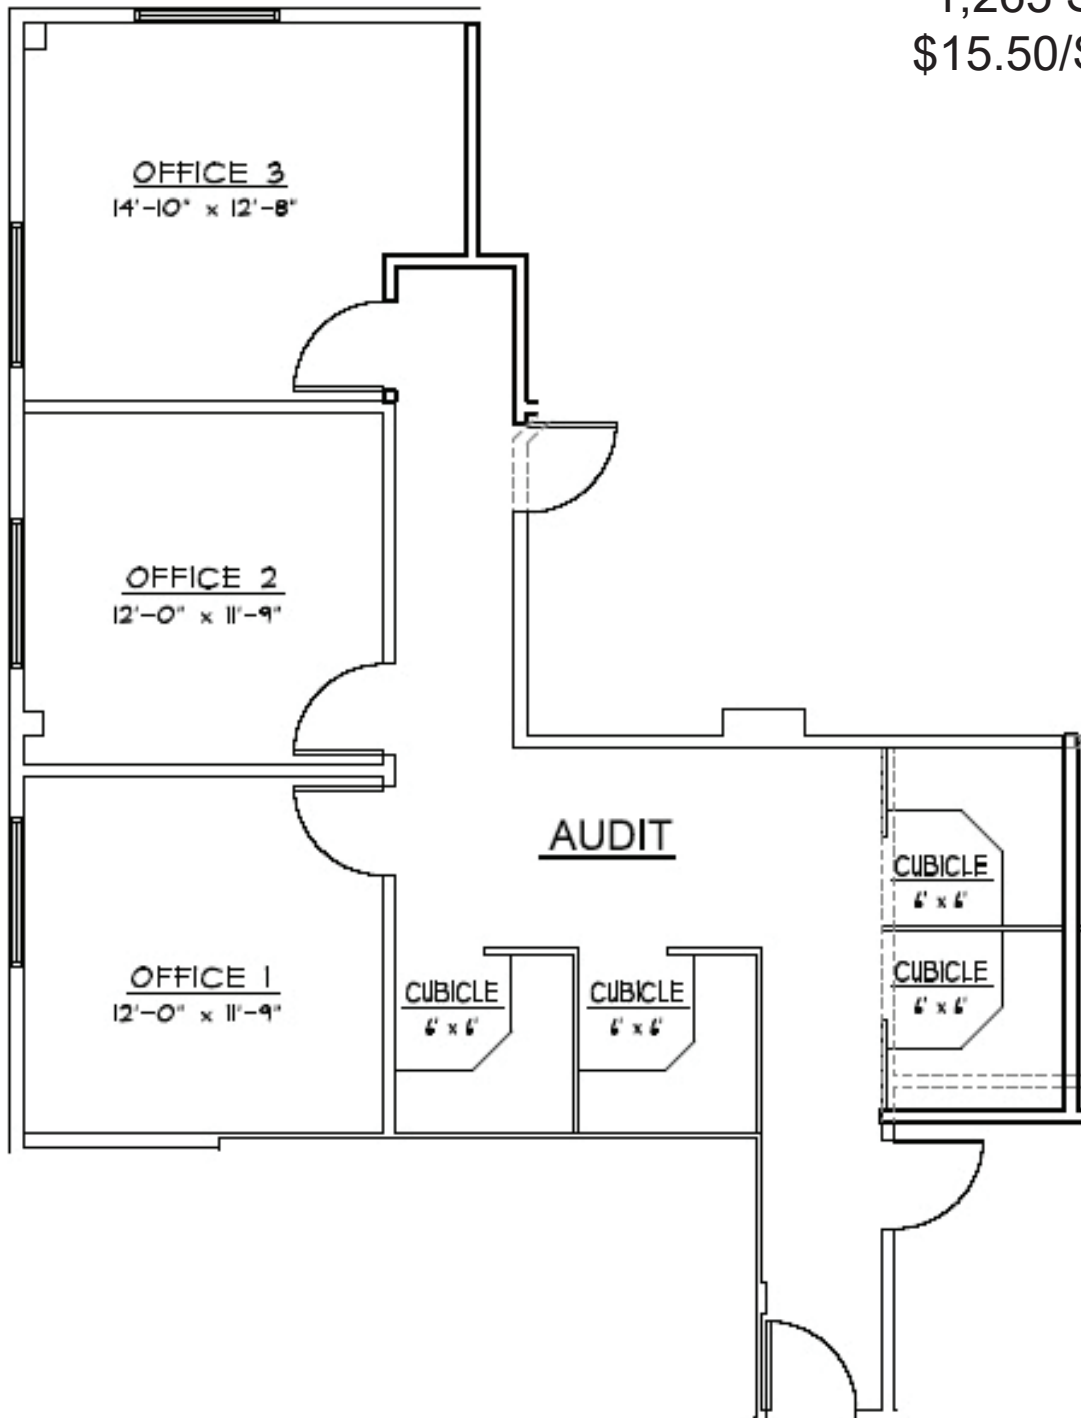 $15.50/
OFFICE 3
14'-10" x 12'-8"
OFFICE 2
12'-0" x 11'-9"
AUDIT
CUBICLE
6' x 6'
CUBICLE
6' x 6'
OFFICE 1
12'-0" x 11'-9"
CUBICLE
6' x 6'
CUBICLE
6' x 6'